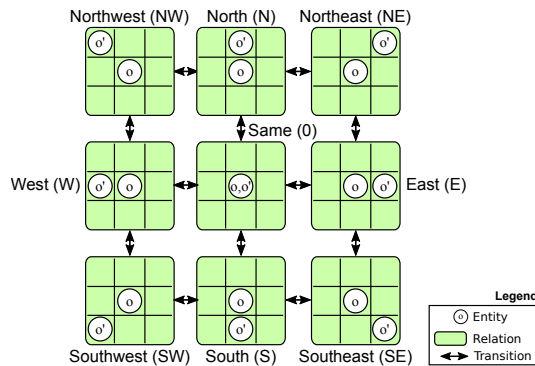 Northwest (NW) North (N) Northeast (NE)
o' o' o'
o o o
Same (0)
West (W) o' o o,o' o o' East (E)
o o o
o' o' o'
Southwest (SW) South (S) Southeast (SE)
Legend
o Entity
Relation
Transition